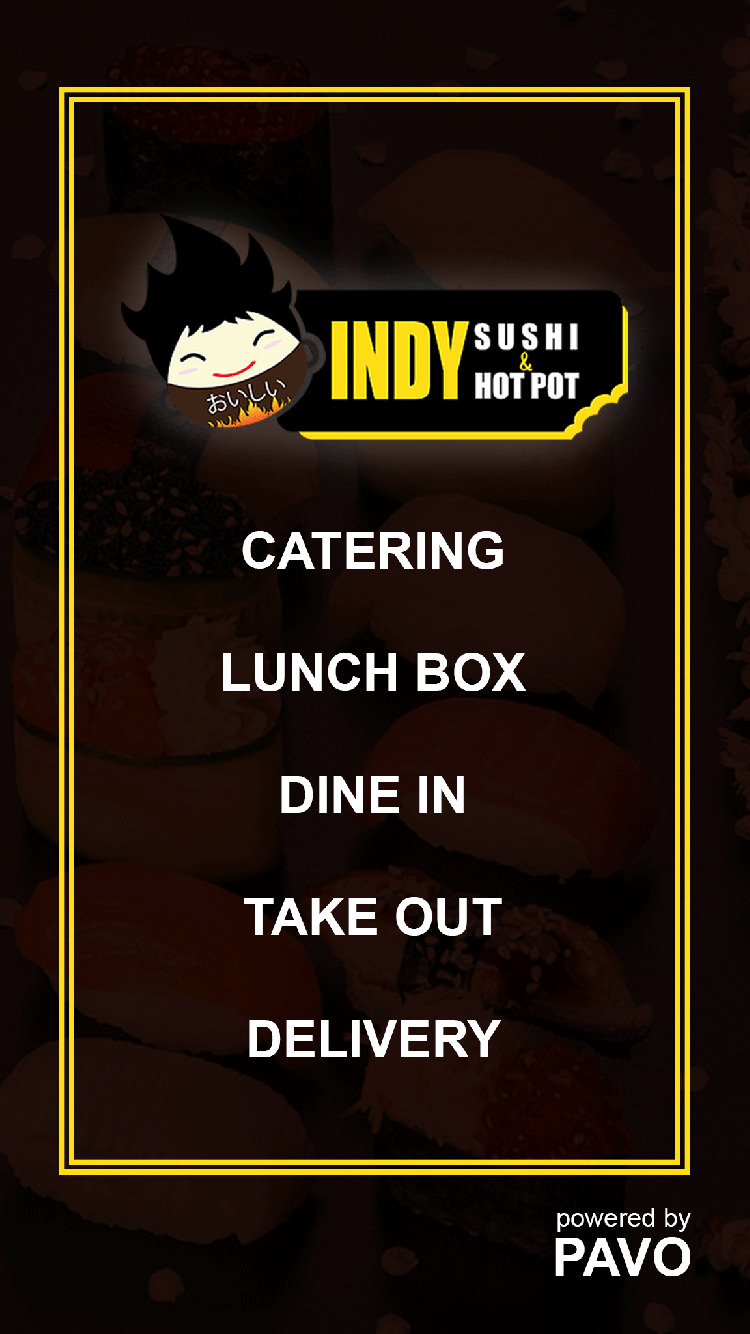 おいしい
INDY
SUSHI
&
HOT POT
CATERING
LUNCH BOX
DINE IN
TAKE OUT
DELIVERY
powered by
PAVO